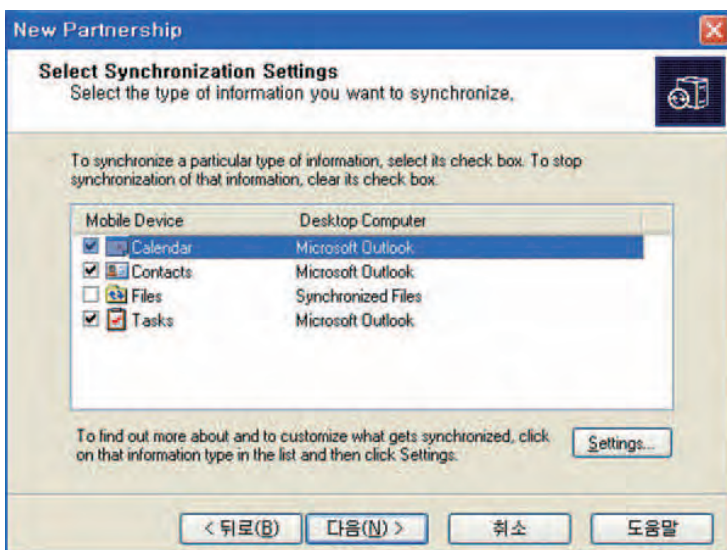 New Partnership
Select Synchronization Settings
Select the type of information you want to synchronize.
To synchronize a particular type of information, select its check box. To stop
synchronization of that information, clear its check box.
Mobile Device Desktop Computer
Calendar Microsoft Outlook
Contacts Microsoft Outlook
Files Synchronized Files
Tasks Microsoft Outlook
To find out more about and to customize what gets synchronized, click
on that information type in the list and then click Settings.
Settings...
< 뒤로(B) 다음(N) > 취소 도움말